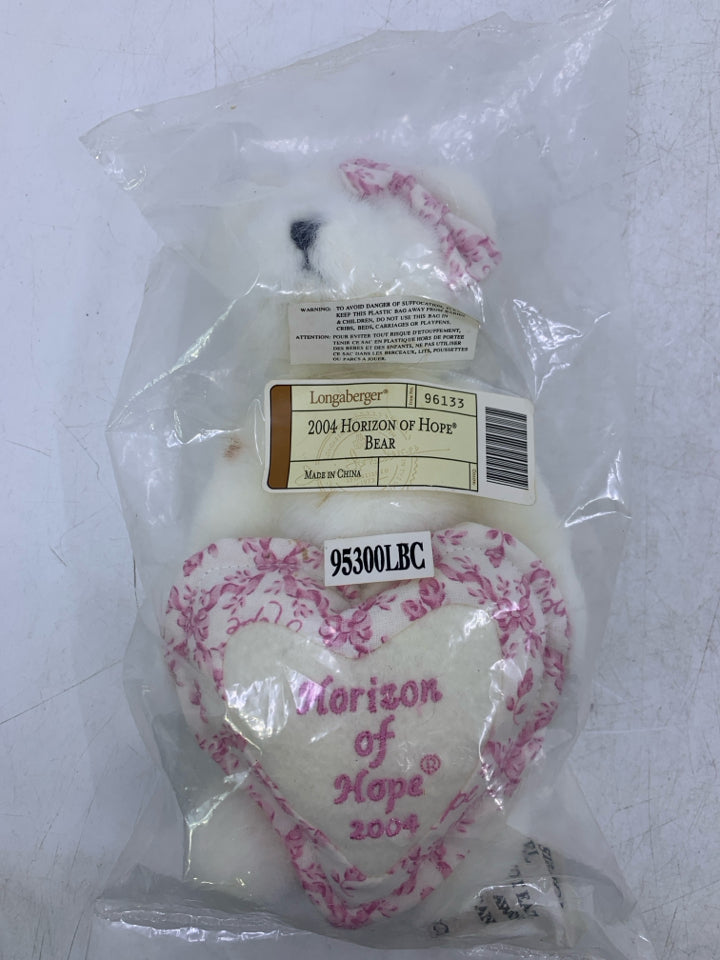 WARNING: TO AVOID DANGER OF SUFFOCATION,
KEEP THIS PLASTIC BAG AWAY FROM
& CHILDREN, DO NOT USE THIS BAG IN
CRIBS, BEDS, CARRIAGES OR PLAYPENS.
ATTENTION: POUR EVITER TOUT RISQUE D'ETOUFFEMENT,
TENIR CE SAC EN PLASTIQUE HORS DE PORTEE
DES BEBES ET DES ENFANTS, NE PAS UTILISER
CE SAC DANS LES BERCEAUX, LITS, POUSSETTES
OU PARCS A JOUER.
Longaberger® 96133
2004 HORIZON OF HOPE®
BEAR
MADE IN CHINA
95300LBC
Horizon
of
Hope®
2004